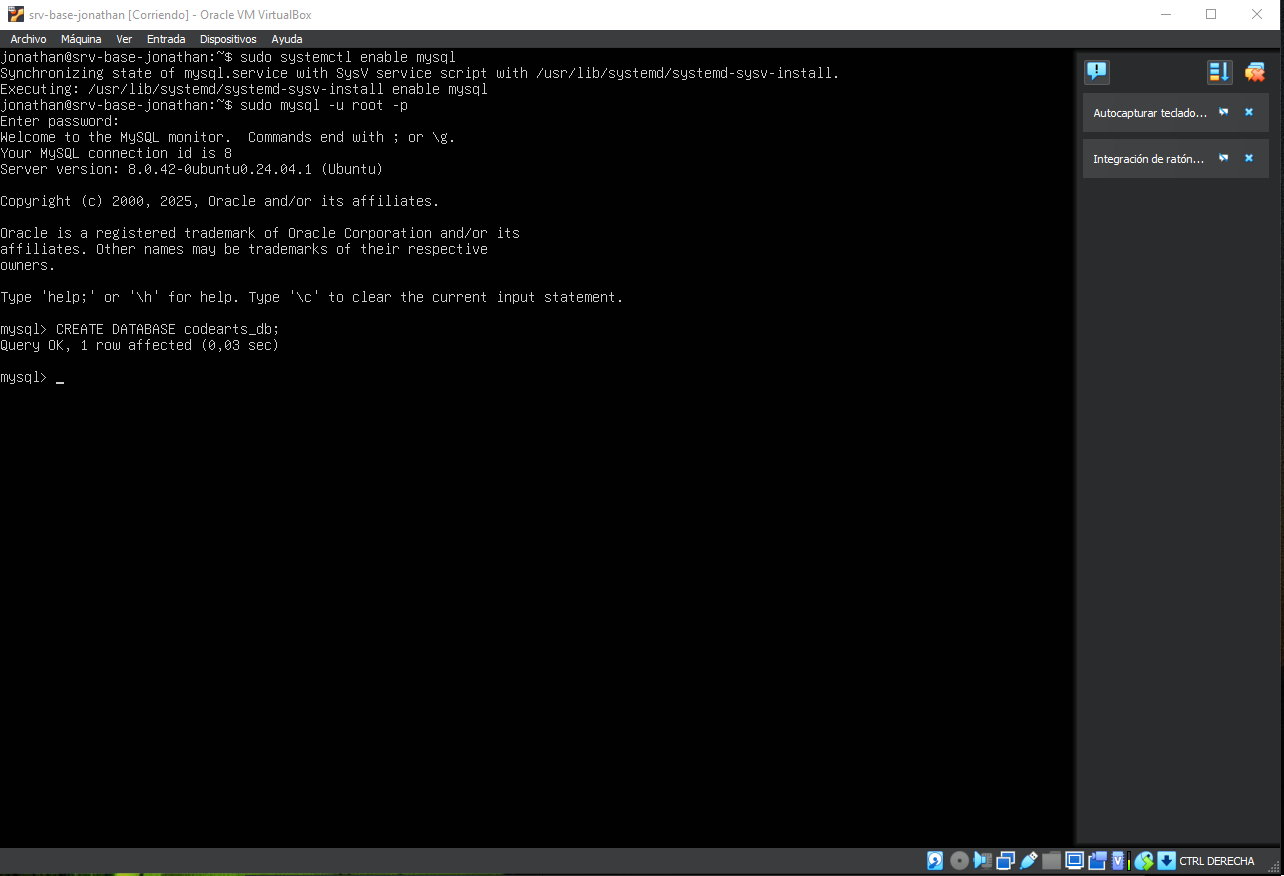 srv-base-jonathan [Corriendo] - Oracle VM VirtualBox
Archivo Máquina Ver Entrada Dispositivos Ayuda
jonathan@srv-base-jonathan:~$ sudo systemctl enable mysql
Synchronizing state of mysql.service with SysV service script with /usr/lib/systemd/systemd-sysv-install.
Executing: /usr/lib/systemd/systemd-sysv-install enable mysql
jonathan@srv-base-jonathan:~$ sudo mysql -u root -p
Enter password:
Welcome to the MySQL monitor.  Commands end with ; or \g.
Your MySQL connection id is 8
Server version: 8.0.42-0ubuntu0.24.04.1 (Ubuntu)
Copyright (c) 2000, 2025, Oracle and/or its affiliates.
Oracle is a registered trademark of Oracle Corporation and/or its
affiliates. Other names may be trademarks of their respective
owners.
Type 'help;' or '\h' for help. Type '\c' to clear the current input statement.
mysql> CREATE DATABASE codearts_db;
Query OK, 1 row affected (0,03 sec)
mysql> _
Autocapturar teclado...
Integración de ratón...
CTRL DERECHA